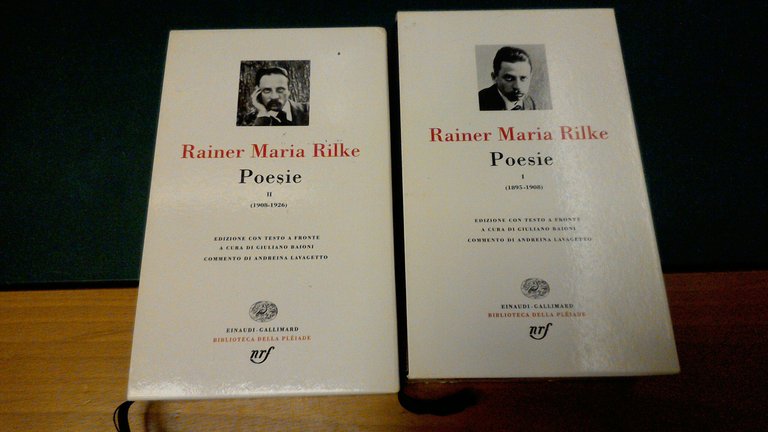 Rainer Maria Rilke
Poesie
II
(1908-1926)
EDIZIONE CON TESTO A FRONTE
A CURA DI GIULIANO BAIONI
COMMENTO DI ANDREINA LAVAGETTO
EINAUDI-GALLIMARD
BIBLIOTECA DELLA PLÉIADE
nrf
Rainer Maria Rilke
Poesie
I
(1895-1908)
EDIZIONE CON TESTO A FRONTE
A CURA DI GIULIANO BAIONI
COMMENTO DI ANDREINA LAVAGETTO
EINAUDI-GALLIMARD
BIBLIOTECA DELLA PLÉIADE
nrf